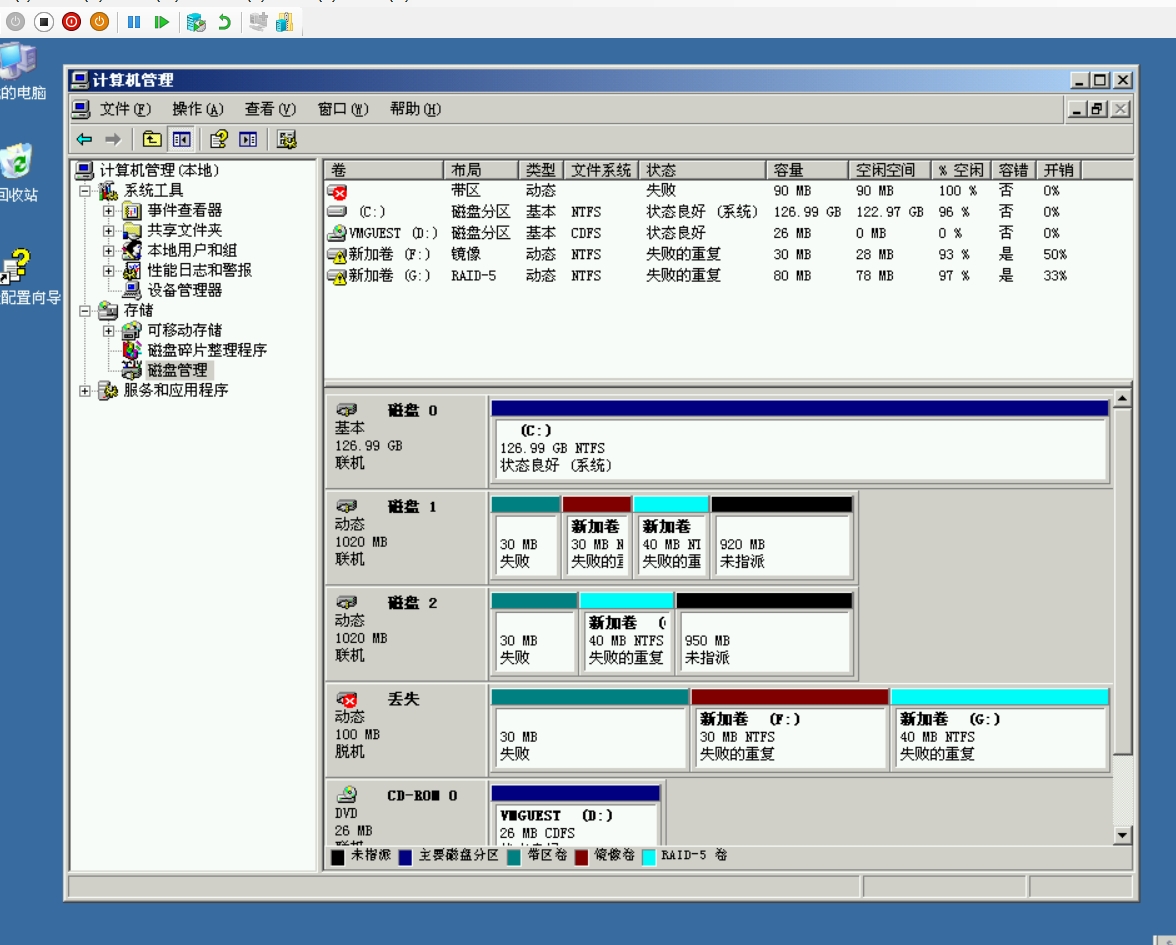 的电脑
回收站
配置向导
计算机管理
文件(F) 操作(A) 查看(V) 窗口(W) 帮助(H)
计算机管理(本地)
系统工具
事件查看器
共享文件夹
本地用户和组
性能日志和警报
设备管理器
存储
可移动存储
磁盘碎片整理程序
磁盘管理
服务和应用程序
卷 布局 类型 文件系统 状态 容量 空闲空间 % 空闲 容错 开销
带区 动态 失败 90 MB 90 MB 100 % 否 0%
(C:) 磁盘分区 基本 NTFS 状态良好 (系统) 126.99 GB 122.97 GB 96 % 否 0%
VMGUEST (D:) 磁盘分区 基本 CDFS 状态良好 26 MB 0 MB 0 % 否 0%
新加卷 (F:) 镜像 动态 NTFS 失败的重复 30 MB 28 MB 93 % 是 50%
新加卷 (G:) RAID-5 动态 NTFS 失败的重复 80 MB 78 MB 97 % 是 33%
磁盘 0
基本
126.99 GB
联机
(C:)
126.99 GB NTFS
状态良好 (系统)
磁盘 1
动态
1020 MB
联机
30 MB
失败
新加卷
30 MB N
失败的重
新加卷
40 MB NT
失败的重
920 MB
未指派
磁盘 2
动态
1020 MB
联机
30 MB
失败
新加卷 (
40 MB NTFS
失败的重复
950 MB
未指派
丢失
动态
100 MB
脱机
30 MB
失败
新加卷 (F:)
30 MB NTFS
失败的重复
新加卷 (G:)
40 MB NTFS
失败的重复
CD-ROM 0
DVD
26 MB
VMGUEST (D:)
26 MB CDFS
未指派 主要磁盘分区 带区卷 镜像卷 RAID-5 卷